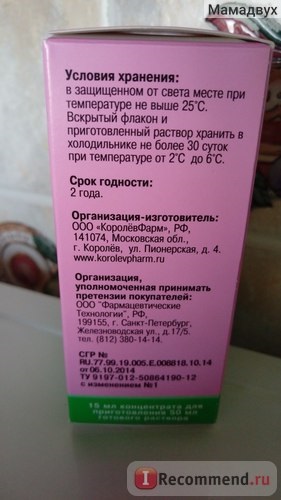 Мамадвух
Условия хранения:
в защищенном от света месте при
температуре не выше 25°С.
Вскрытый флакон и
приготовленный раствор хранить в
холодильнике не более 30 суток
при температуре от 2°С до 6°С.
Срок годности:
2 года.
Организация-изготовитель:
ООО «КоролёвФарм», РФ,
141074, Московская обл.,
г. Королёв, ул. Пионерская, д. 4.
www.korolevpharm.ru
Организация,
уполномоченная принимать
претензии покупателей:
ООО "Фармацевтические
Технологии", РФ,
199155, г. Санкт-Петербург,
Железноводская ул., д.17/5.
тел. (812) 380-14-14.
СГР №
RU.77.99.19.005.Е.008818.10.14
от 06.10.2014
ТУ 9197-012-50864190-12
с изменением №1
15 мл концентрата для
приготовления 50 мл
готового раствора
iRecommend.ru